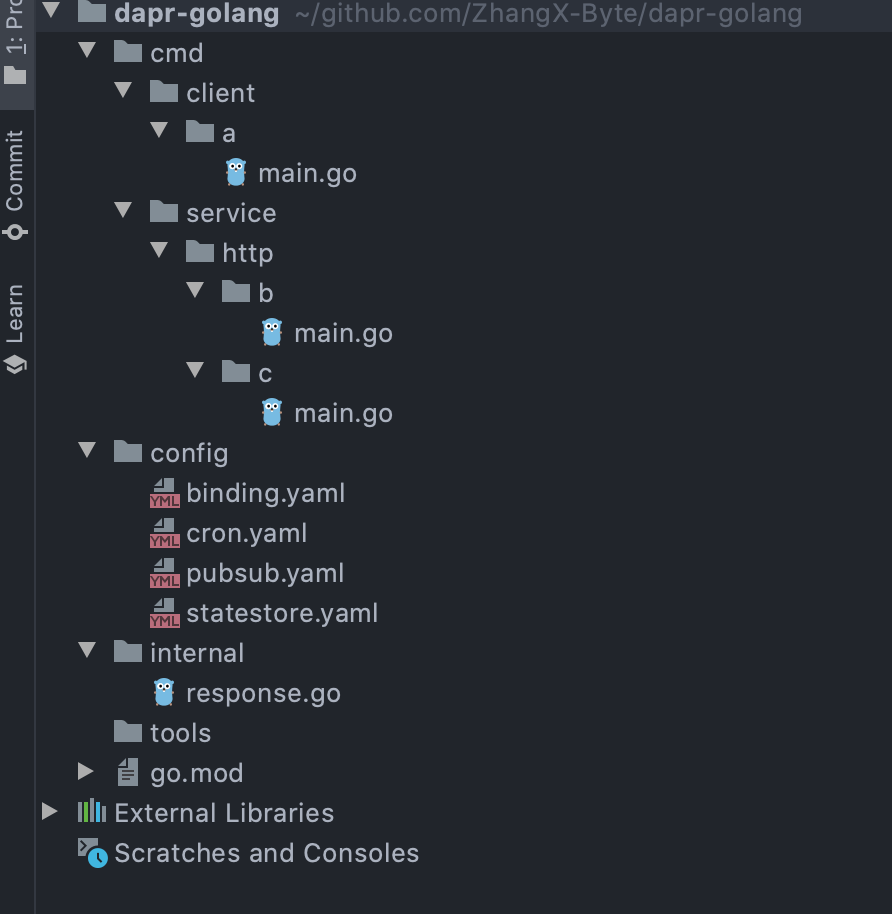 dapr-golang ~/github.com/ZhangX-Byte/dapr-golang
cmd
client
a
main.go
service
http
b
main.go
c
main.go
config
YML binding.yaml
YML cron.yaml
YML pubsub.yaml
YML statestore.yaml
internal
response.go
tools
go.mod
External Libraries
Scratches and Consoles
1: Pro
Commit
Learn